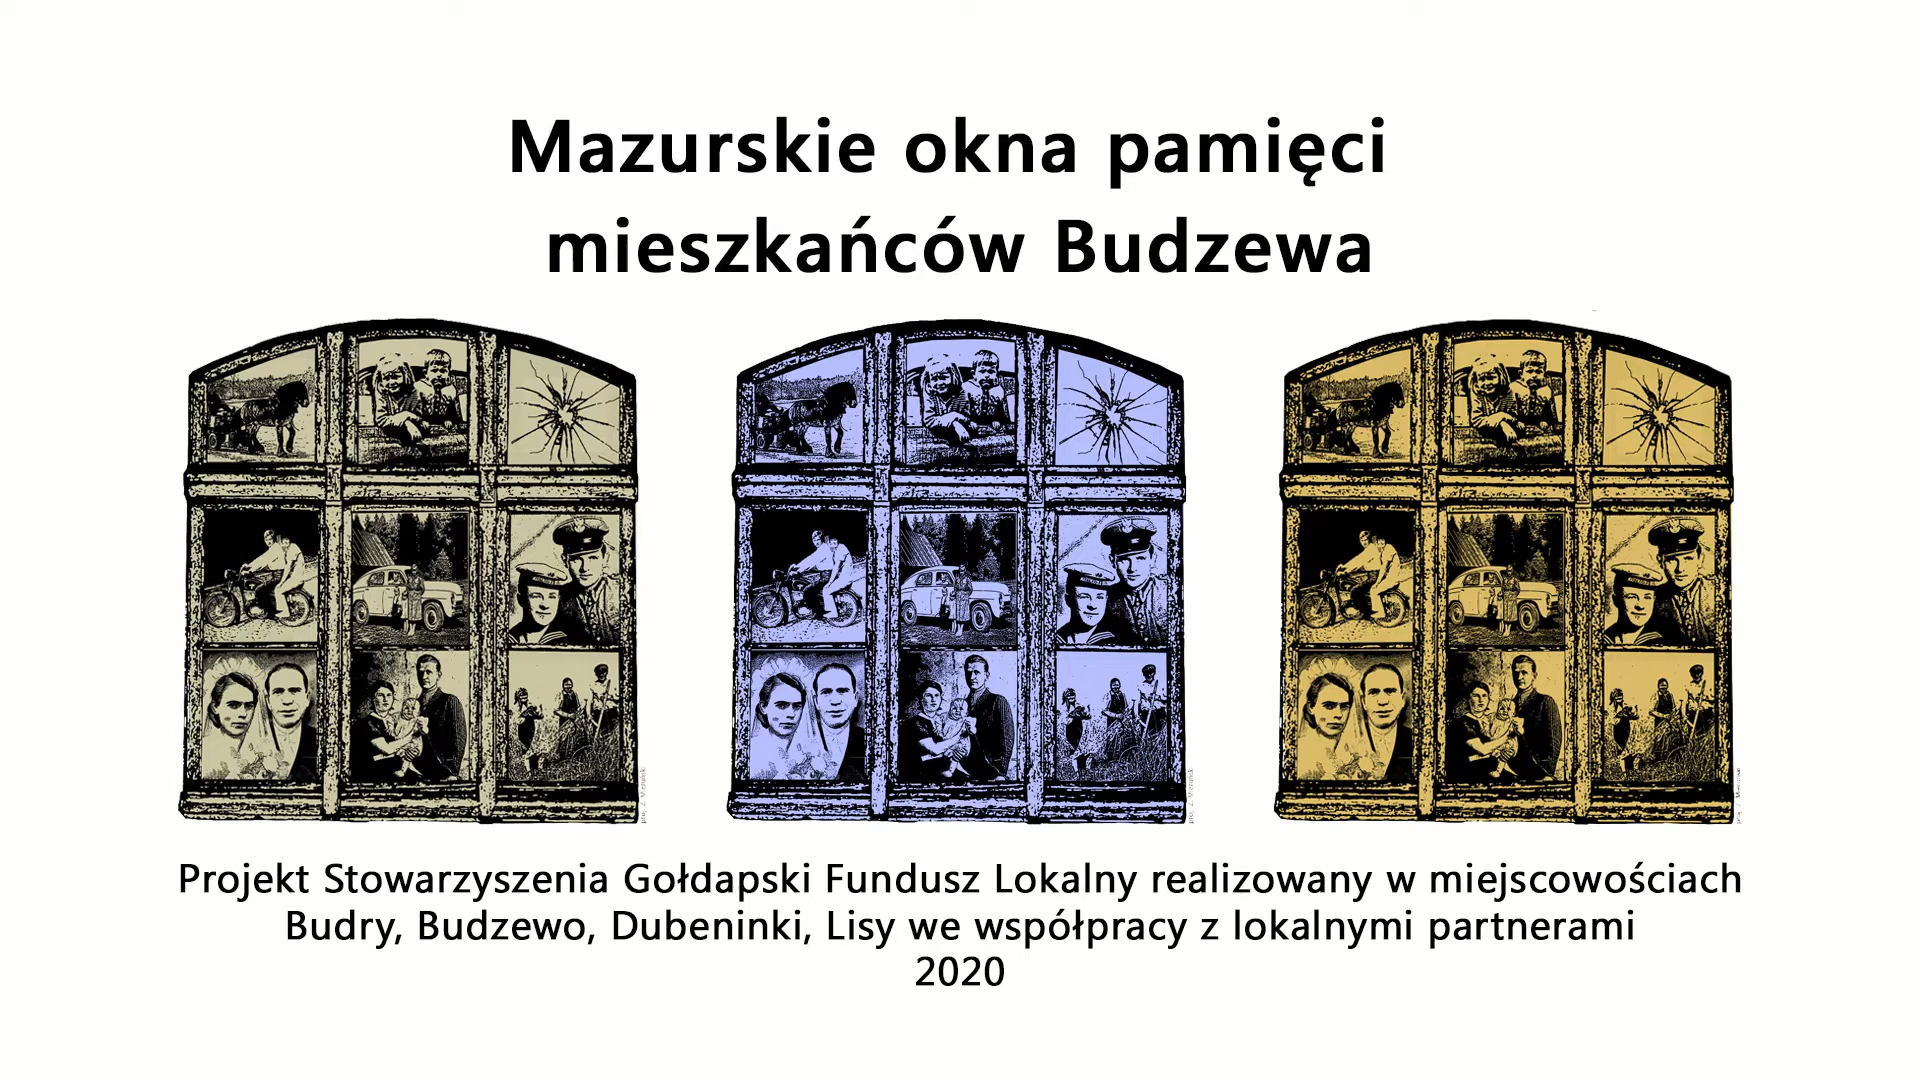 Mazurskie okna pamięci
mieszkańców Budzewa
Projekt Stowarzyszenia Gołdapski Fundusz Lokalny realizowany w miejscowościach
Budry, Budzewo, Dubeninki, Lisy we współpracy z lokalnymi partnerami
2020